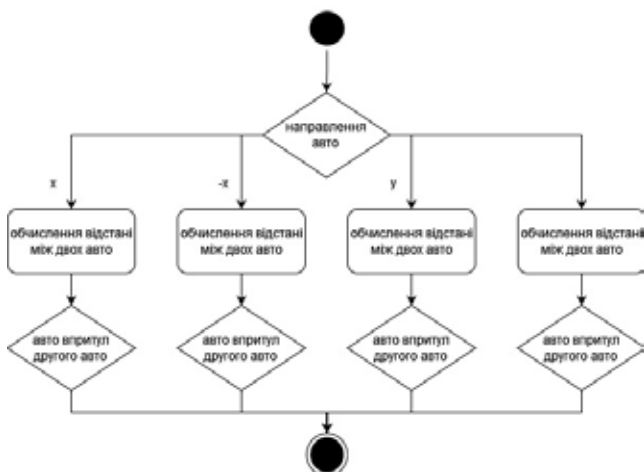 направлення
авто
x
-x
y
обчислення відстані
між двох авто
обчислення відстані
між двох авто
обчислення відстані
між двох авто
обчислення відстані
між двох авто
авто впритул
другого авто
авто впритул
другого авто
авто впритул
другого авто
авто впритул
другого авто